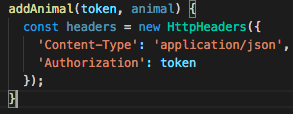 addAnimal(token, animal) {
const headers = new HttpHeaders({
'Content-Type': 'application/json',
'Authorization': token
});
}